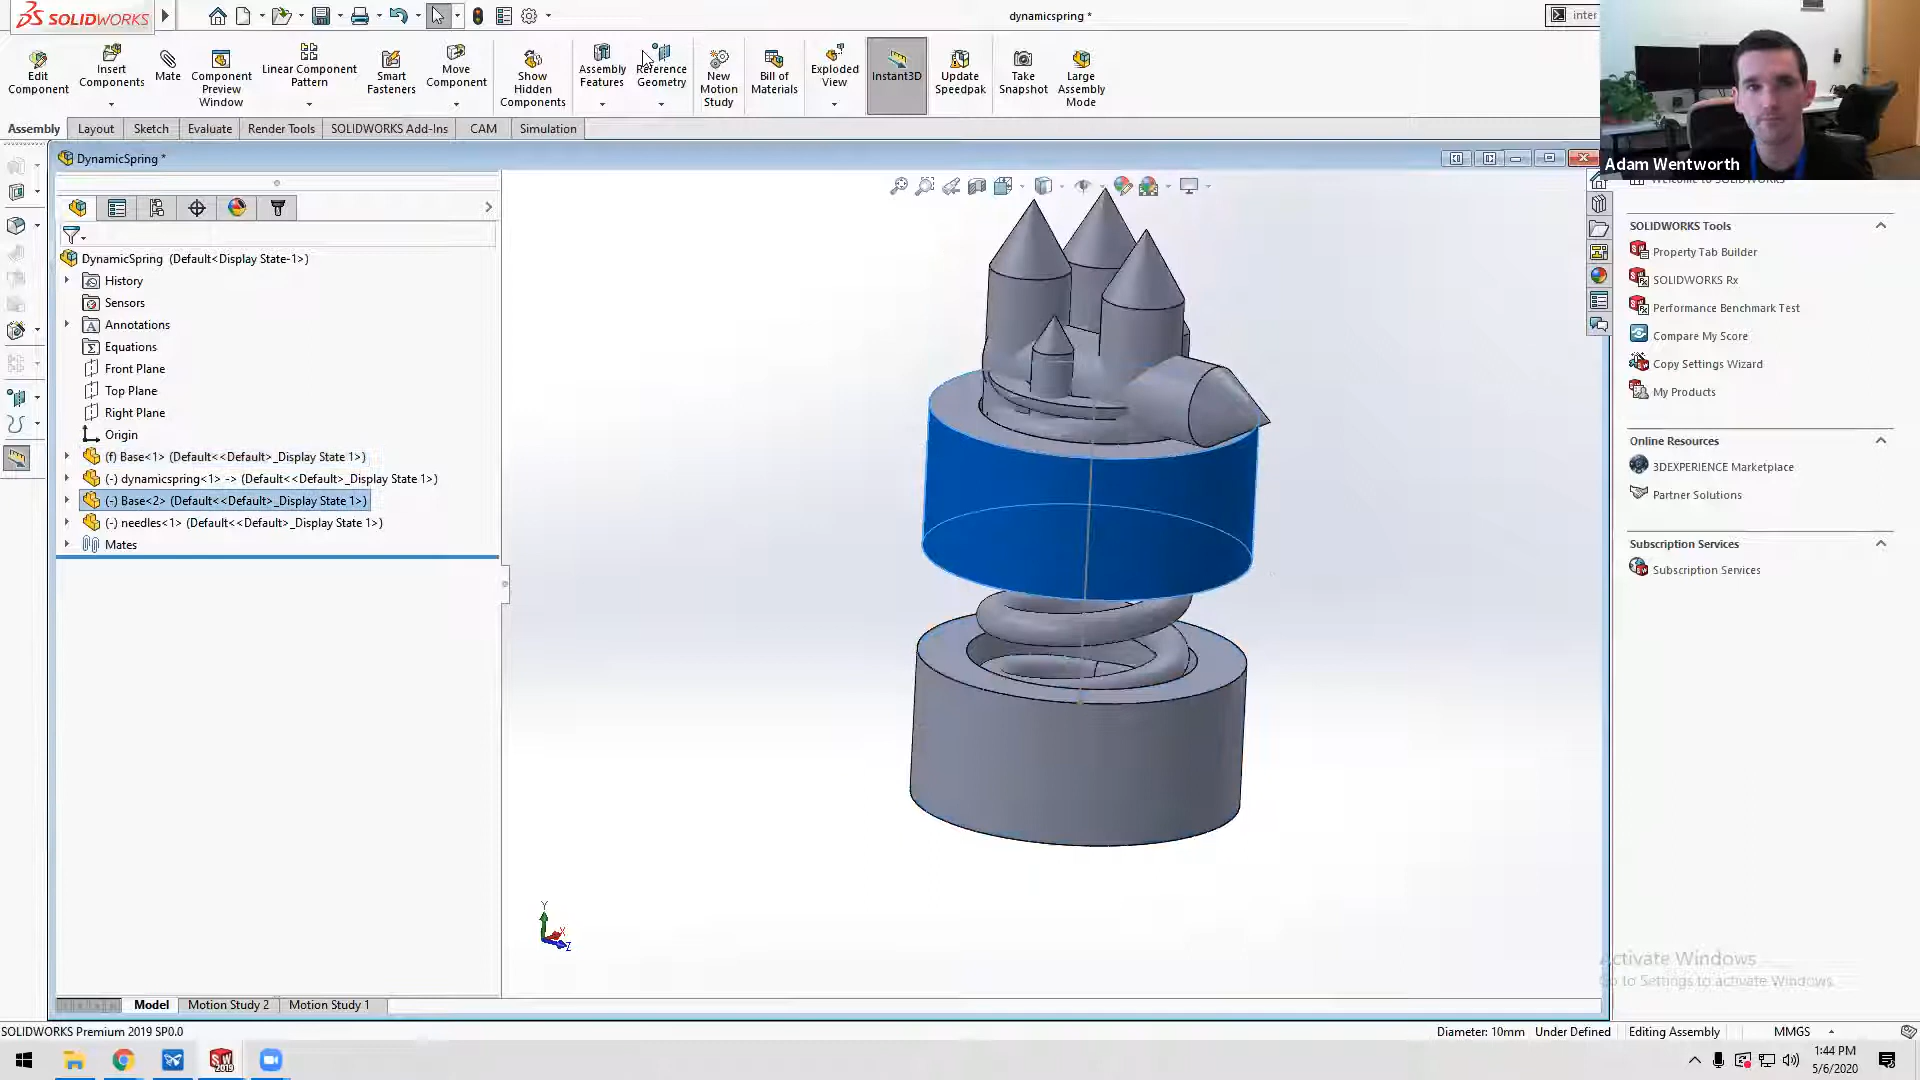 SOLIDWORKS
dynamicspring *
inter
Edit Component
Insert Components
Mate
Component Preview Window
Linear Component Pattern
Smart Fasteners
Move Component
Show Hidden Components
Assembly Features
Reference Geometry
New Motion Study
Bill of Materials
Exploded View
Instant3D
Update Speedpak
Take Snapshot
Large Assembly Mode
Adam Wentworth
Assembly
Layout
Sketch
Evaluate
Render Tools
SOLIDWORKS Add-Ins
CAM
Simulation
DynamicSpring *
DynamicSpring (Default<Display State-1>)
History
Sensors
Annotations
Equations
Front Plane
Top Plane
Right Plane
Origin
(f) Base<1> (Default<<Default>_Display State 1>)
(-) dynamicspring<1> -> (Default<<Default>_Display State 1>)
(-) Base<2> (Default<<Default>_Display State 1>)
(-) needles<1> (Default<<Default>_Display State 1>)
Mates
Y
X
Z
SOLIDWORKS Tools
Property Tab Builder
SOLIDWORKS Rx
Performance Benchmark Test
Compare My Score
Copy Settings Wizard
My Products
Online Resources
3DEXPERIENCE Marketplace
Partner Solutions
Subscription Services
Subscription Services
Activate Windows
Go to Settings to activate Windows.
Model
Motion Study 2
Motion Study 1
SOLIDWORKS Premium 2019 SP0.0
Diameter: 10mm
Under Defined
Editing Assembly
MMGS
SW
2019
1:44 PM
5/6/2020